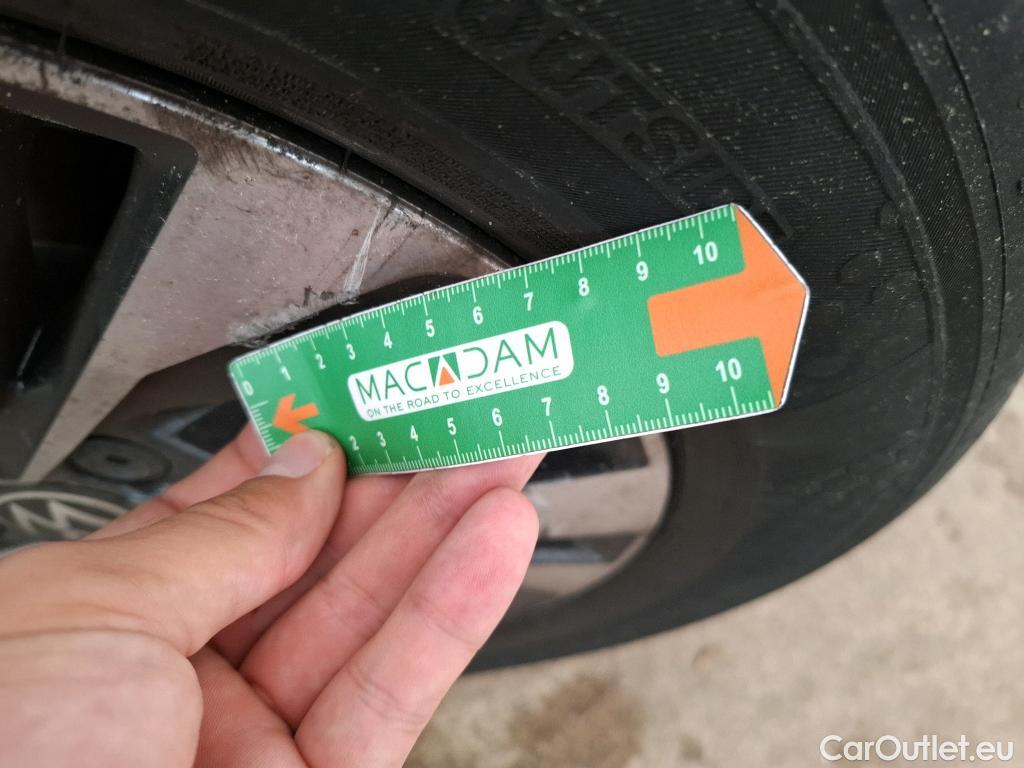 0 1 2 3 4 5 6 7 8 9 10
MACADAM
ON THE ROAD TO EXCELLENCE
2 3 4 5 6 7 8 9 10
CarOutlet.eu